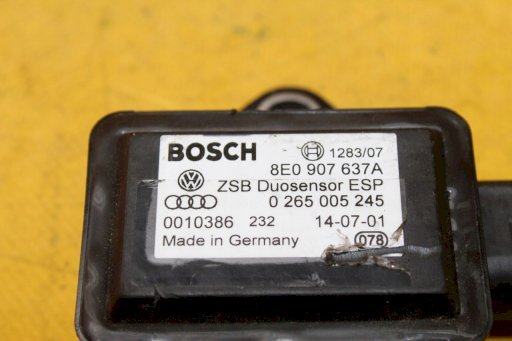 BOSCH 1283/07
8E0 907 637A
ZSB Duosensor ESP
0 265 005 245
0010386 232 14-07-01
Made in Germany 078